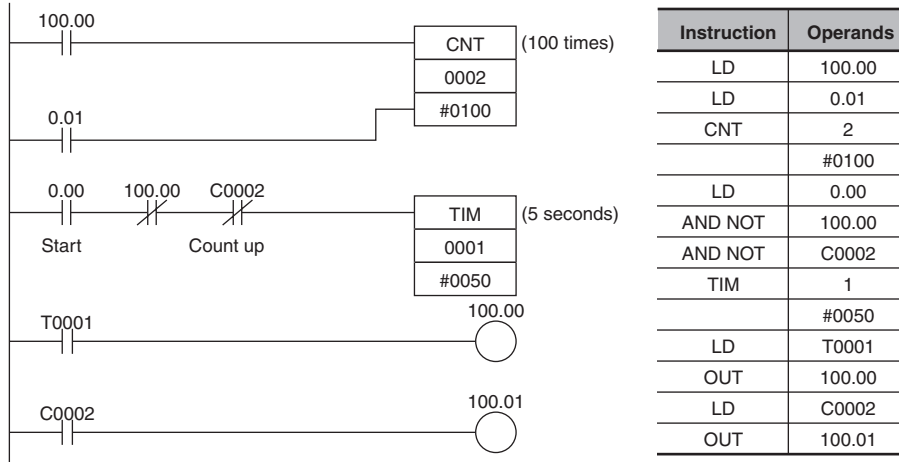 100.00
CNT (100 times)
0002
0.01
#0100
0.00 100.00 C0002
TIM (5 seconds)
Start Count up
0001
#0050
T0001 100.00
C0002 100.01
Instruction Operands
LD 100.00
LD 0.01
CNT 2
#0100
LD 0.00
AND NOT 100.00
AND NOT C0002
TIM 1
#0050
LD T0001
OUT 100.00
LD C0002
OUT 100.01